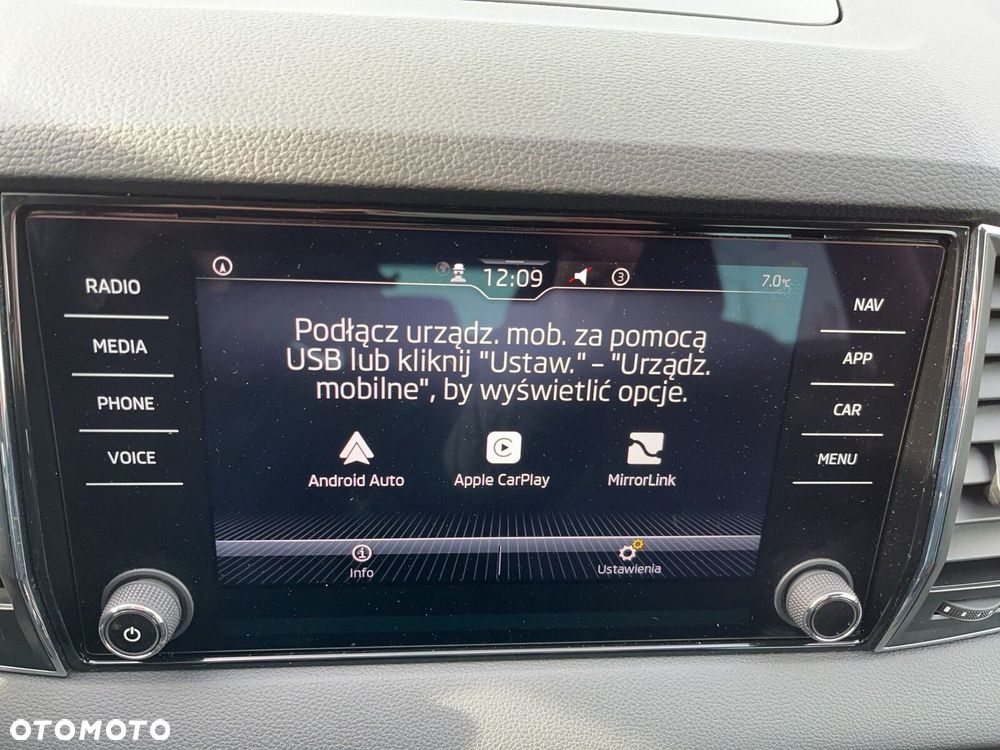 12:09
3
7.0°C
RADIO
MEDIA
PHONE
VOICE
Podłącz urządz. mob. za pomocą
USB lub kliknij "Ustaw." – "Urządz.
mobilne", by wyświetlić opcje.
Android Auto
Apple CarPlay
MirrorLink
Info
Ustawienia
NAV
APP
CAR
MENU
OTOMOTO